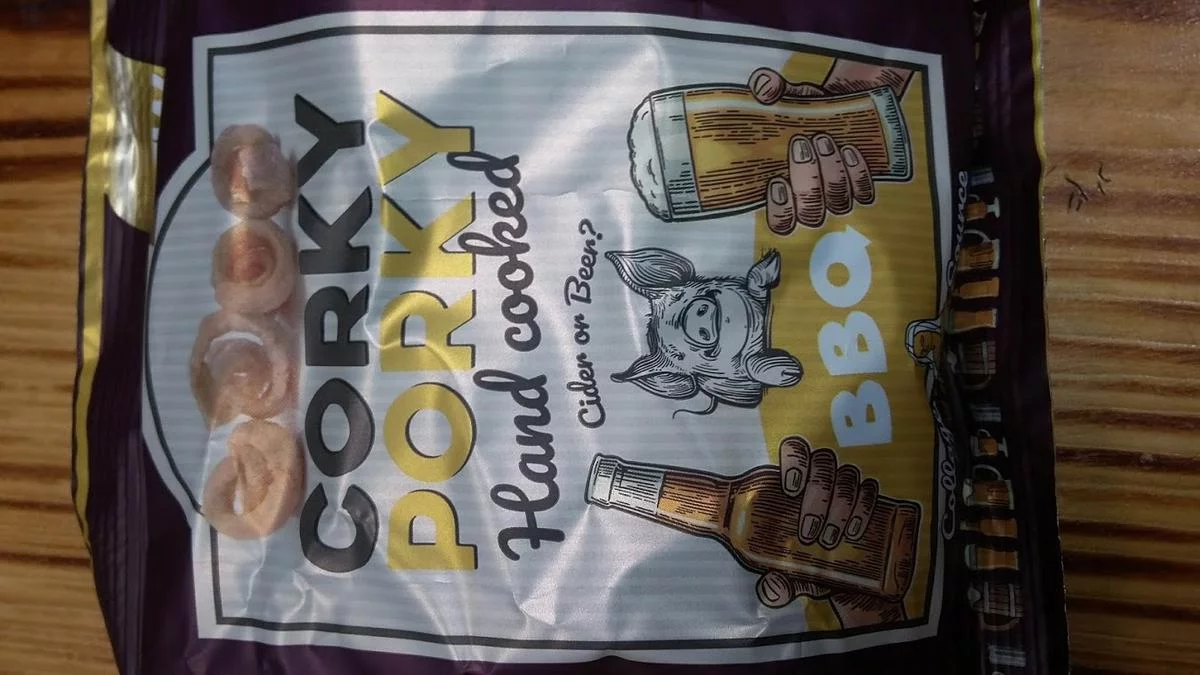 CORKY
PORKY
Hand cooked
Cider or Beer?
BBQ